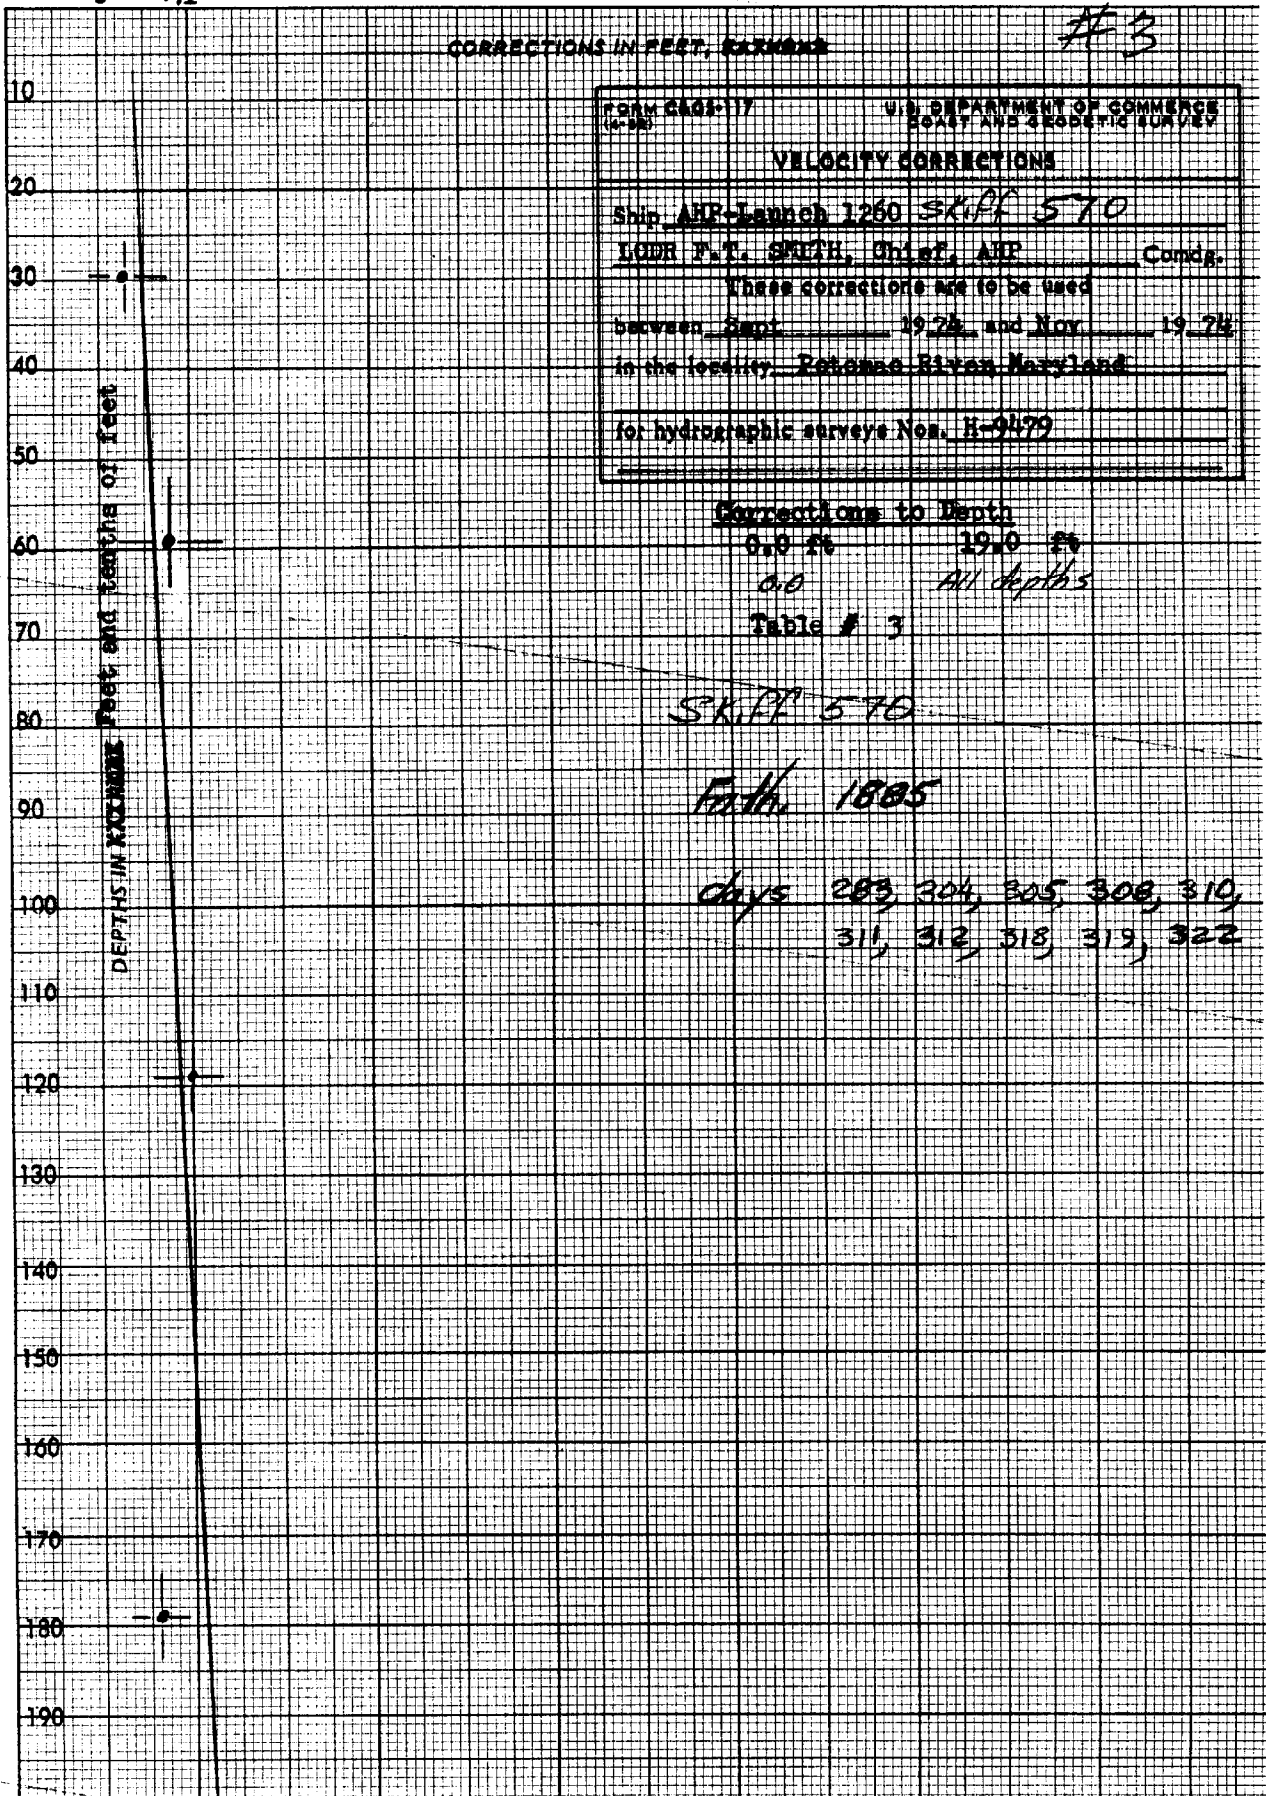 #3
CORRECTIONS IN FEET,
FORM C&GS-117
U.S. DEPARTMENT OF COMMERCE
COAST AND GEODETIC SURVEY
VELOCITY CORRECTIONS
Ship AHP-Launch 1260 Skiff 570
LCDR F.T. SMITH, Chief, AHP Comdg.
These corrections are to be used
between Sept 1974 and Nov 1974
in the locality Potomac River, Maryland
for hydrographic surveys Nos. H-9479
Corrections to Depth
0.0 ft 19.0 ft
0.0 All depths
Table # 3
Skiff 570
Fath. 1885
days 283, 304, 305, 308, 310,
311, 312, 318, 319, 322
DEPTHS IN Feet and tenths of feet
10
20
30
40
50
60
70
80
90
100
110
120
130
140
150
160
170
180
190